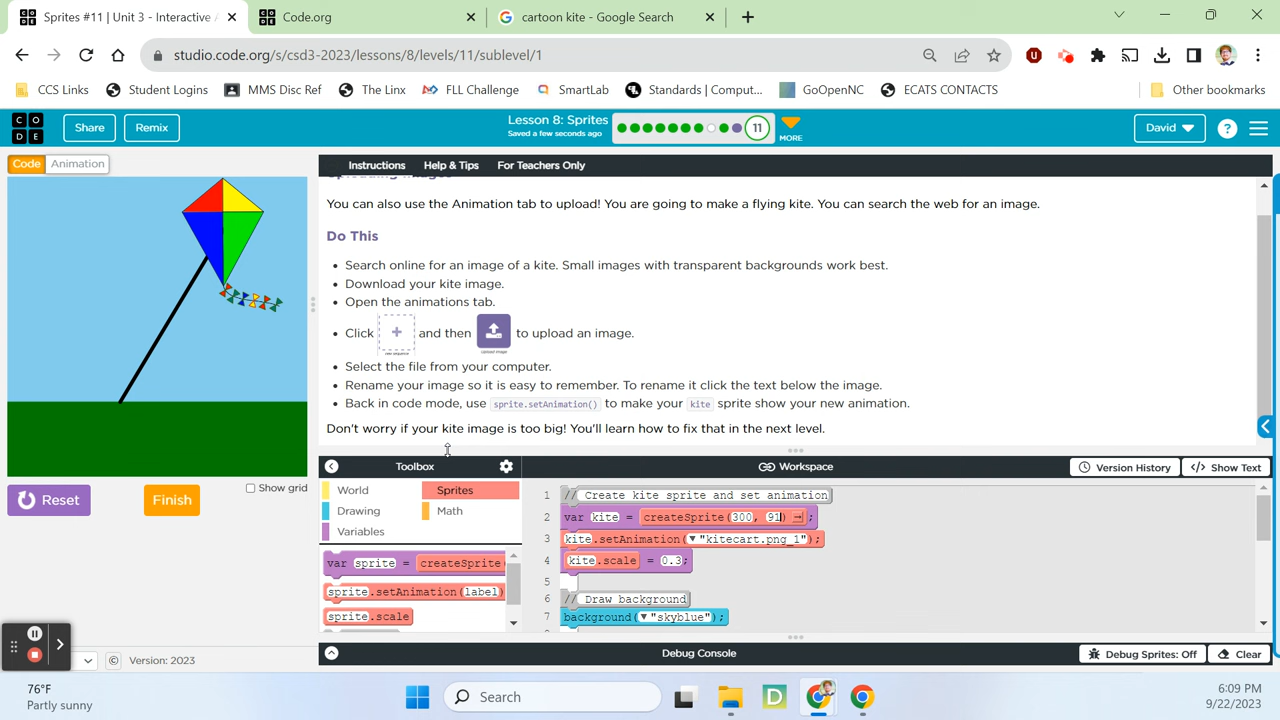 Sprites #11 | Unit 3 - Interactive A
Code.org
cartoon kite - Google Search
studio.code.org/s/csd3-2023/lessons/8/levels/11/sublevel/1
CCS Links
Student Logins
MMS Disc Ref
The Linx
FLL Challenge
SmartLab
Standards | Comput...
GoOpenNC
ECATS CONTACTS
Other bookmarks
C O
D E
Share
Remix
Lesson 8: Sprites
Saved a few seconds ago
11
MORE
David
?
Code
Animation
Instructions
Help & Tips
For Teachers Only
You can also use the Animation tab to upload! You are going to make a flying kite. You can search the web for an image.
Do This
• Search online for an image of a kite. Small images with transparent backgrounds work best.
• Download your kite image.
• Open the animations tab.
• Click + new sequence and then upload image to upload an image.
• Select the file from your computer.
• Rename your image so it is easy to remember. To rename it click the text below the image.
• Back in code mode, use sprite.setAnimation() to make your kite sprite show your new animation.
Don't worry if your kite image is too big! You'll learn how to fix that in the next level.
Reset
Finish
Show grid
Toolbox
Workspace
Version History
</> Show Text
World
Sprites
Drawing
Math
Variables
var sprite = createSprite(
sprite.setAnimation(label)
sprite.scale
1 // Create kite sprite and set animation
2 var kite = createSprite(300, 91);
3 kite.setAnimation("kitecart.png_1");
4 kite.scale = 0.3;
5
6 // Draw background
7 background("skyblue");
Debug Console
Debug Sprites: Off
Clear
© Version: 2023
76°F
Partly sunny
Search
6:09 PM
9/22/2023